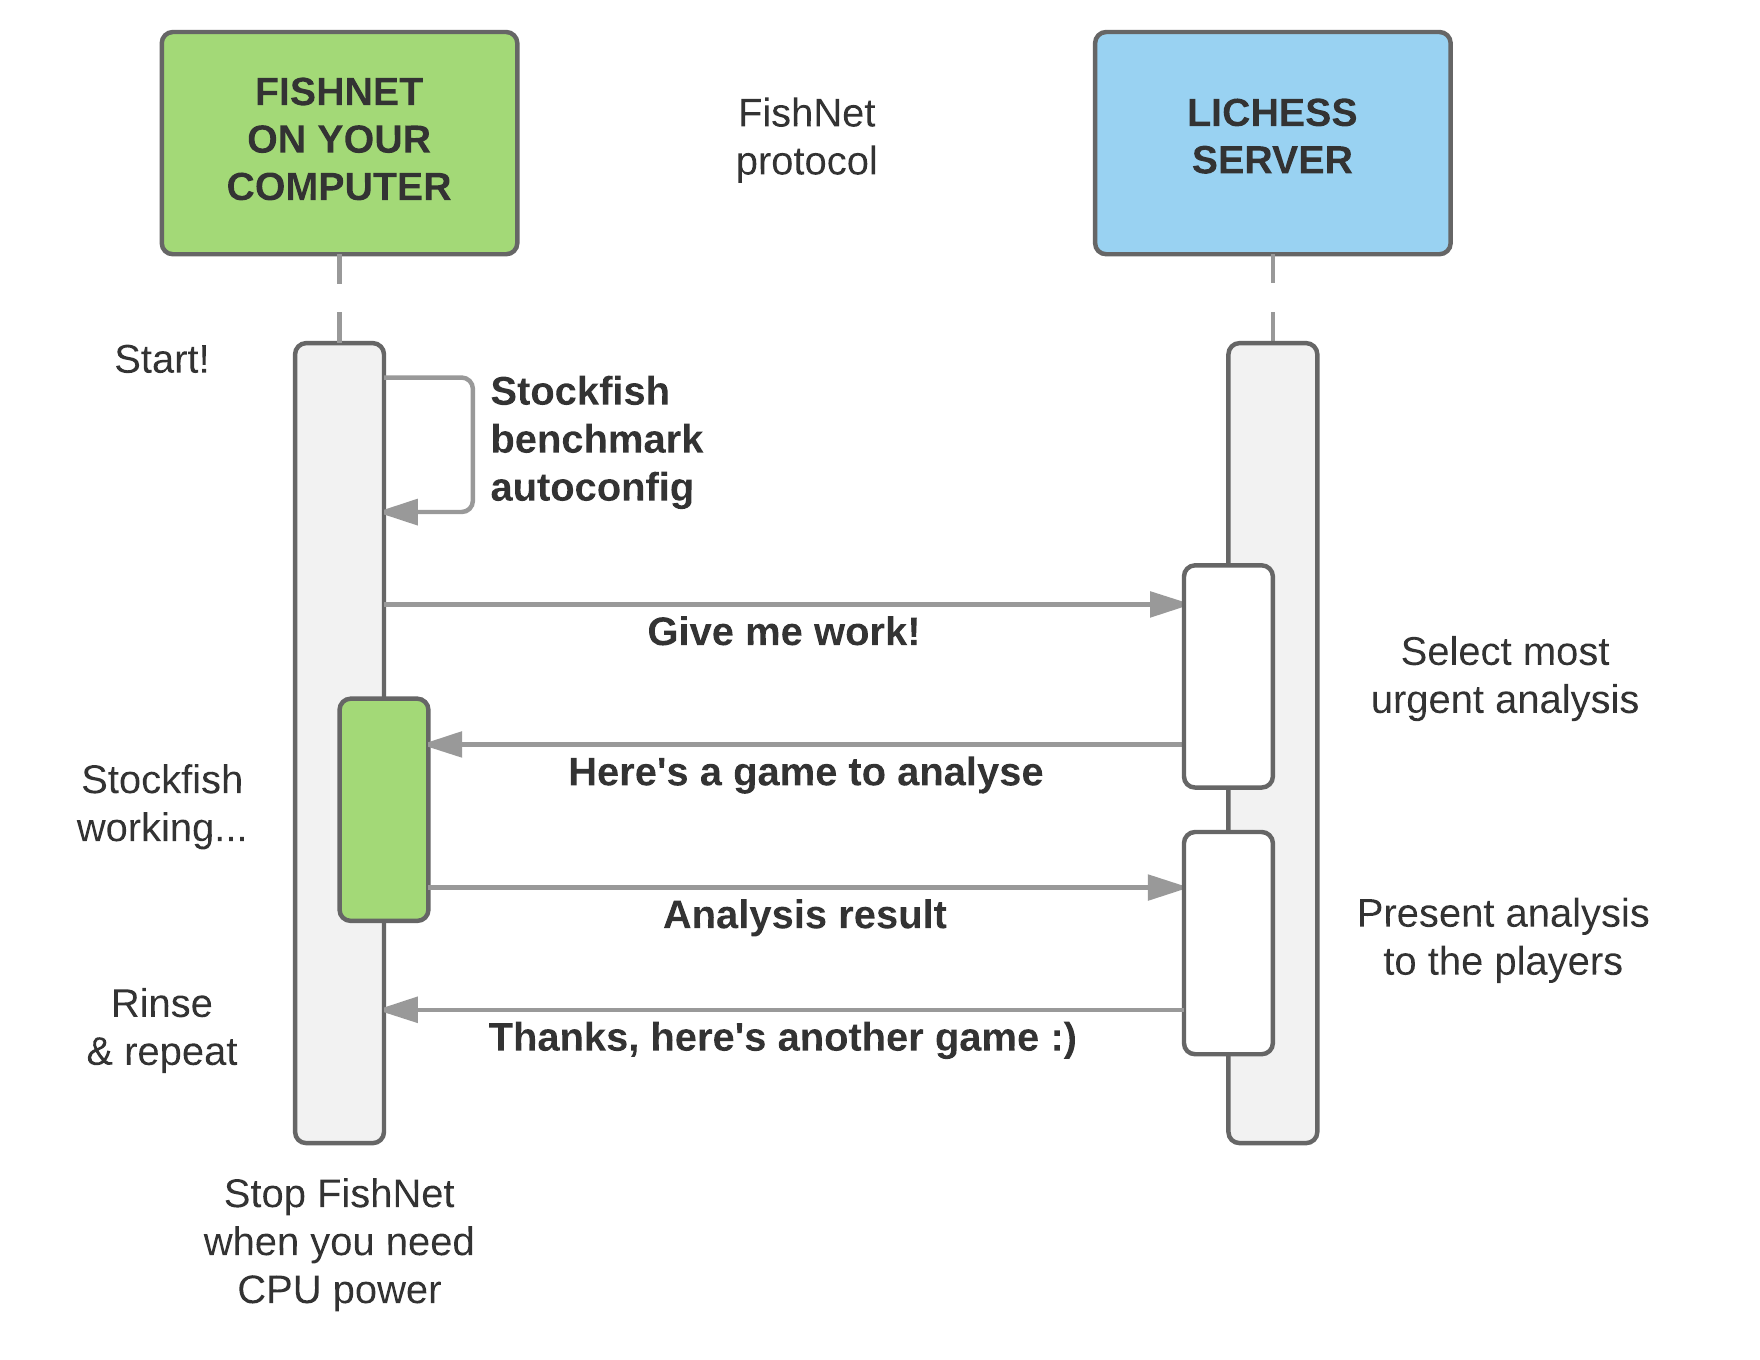 FISHNET
ON YOUR
COMPUTER
FishNet
protocol
LICHESS
SERVER
Start!
Stockfish
benchmark
autoconfig
Give me work!
Select most
urgent analysis
Here's a game to analyse
Stockfish
working...
Analysis result
Present analysis
to the players
Rinse
& repeat
Thanks, here's another game :)
Stop FishNet
when you need
CPU power